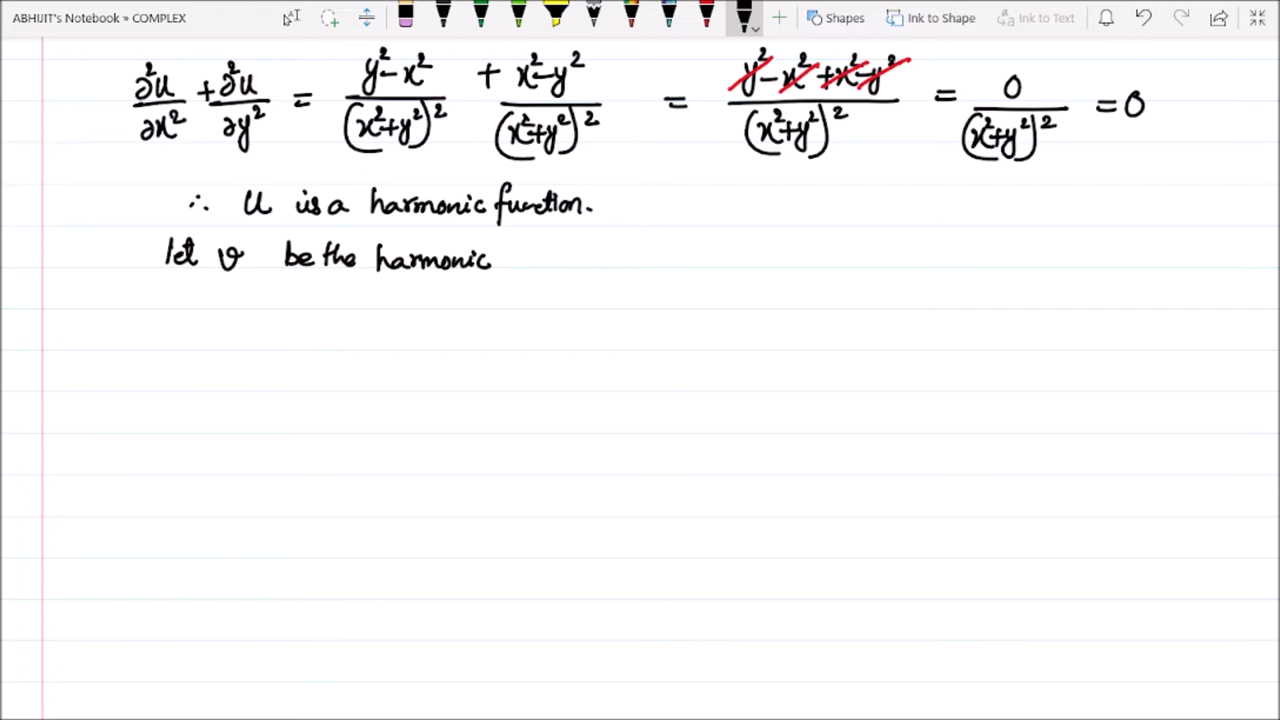 ABHIJIT's Notebook » COMPLEX Shapes Ink to Shape Ink to Text
∂²u/∂x² + ∂²u/∂y² = y²-x²/(x²+y²)² + x²-y²/(x²+y²)² = y²-x²+x²-y²/(x²+y²)² = 0/(x²+y²)² = 0
∴ u is a harmonic function.
let v be the harmonic